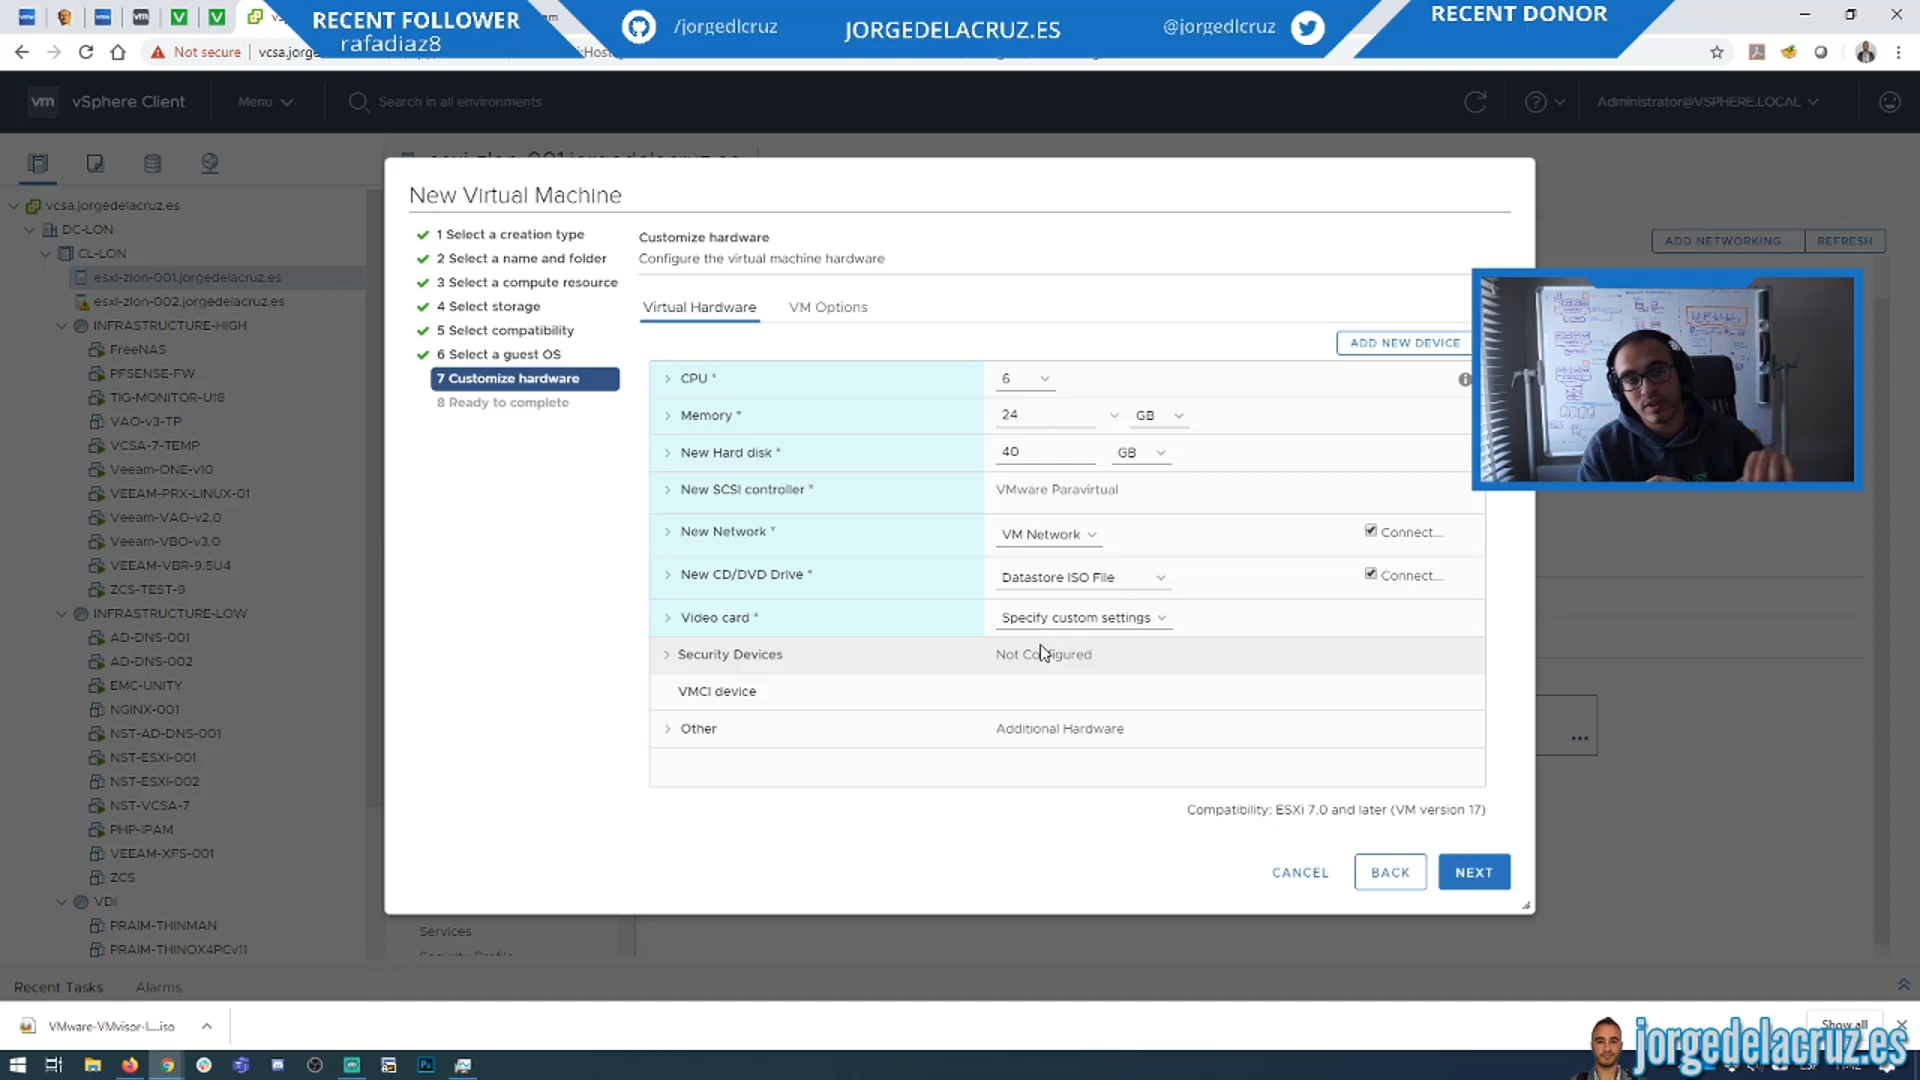 RECENT FOLLOWER
rafadiaz8
/jorgedlcruz
JORGEDELACRUZ.ES
@jorgedlcruz
RECENT DONOR
Not secure
vcsa.jorge
vm vSphere Client
Menu
Search in all environments
Administrator@VSPHERE.LOCAL
vcsa.jorgedelacruz.es
DC-LON
CL-LON
esxi-zlon-001.jorgedelacruz.es
esxi-zlon-002.jorgedelacruz.es
INFRASTRUCTURE-HIGH
FreeNAS
PFSENSE-FW
TIG-MONITOR-U18
VAO-v3-TP
VCSA-7-TEMP
Veeam-ONE-v10
VEEAM-PRX-LINUX-01
Veeam-VAO-v2.0
Veeam-VBO-v3.0
VEEAM-VBR-9.5U4
ZCS-TEST-9
INFRASTRUCTURE-LOW
AD-DNS-001
AD-DNS-002
EMC-UNITY
NGINX-001
NST-AD-DNS-001
NST-ESXI-001
NST-ESXI-002
NST-VCSA-7
PHP-IPAM
VEEAM-XFS-001
ZCS
VDI
PRAIM-THINMAN
PRAIM-THINOX4PCv11
ADD NETWORKING... REFRESH
New Virtual Machine
1 Select a creation type
2 Select a name and folder
3 Select a compute resource
4 Select storage
5 Select compatibility
6 Select a guest OS
7 Customize hardware
8 Ready to complete
Customize hardware
Configure the virtual machine hardware
Virtual Hardware VM Options
ADD NEW DEVICE
CPU * 6
Memory * 24 GB
New Hard disk * 40 GB
New SCSI controller * VMware Paravirtual
New Network * VM Network Connect...
New CD/DVD Drive * Datastore ISO File Connect...
Video card * Specify custom settings
Security Devices Not Configured
VMCI device
Other Additional Hardware
Compatibility: ESXi 7.0 and later (VM version 17)
CANCEL BACK NEXT
Services
Recent Tasks Alarms
VMware-VMvisor-I....iso
Show all
jorgedelacruz.es